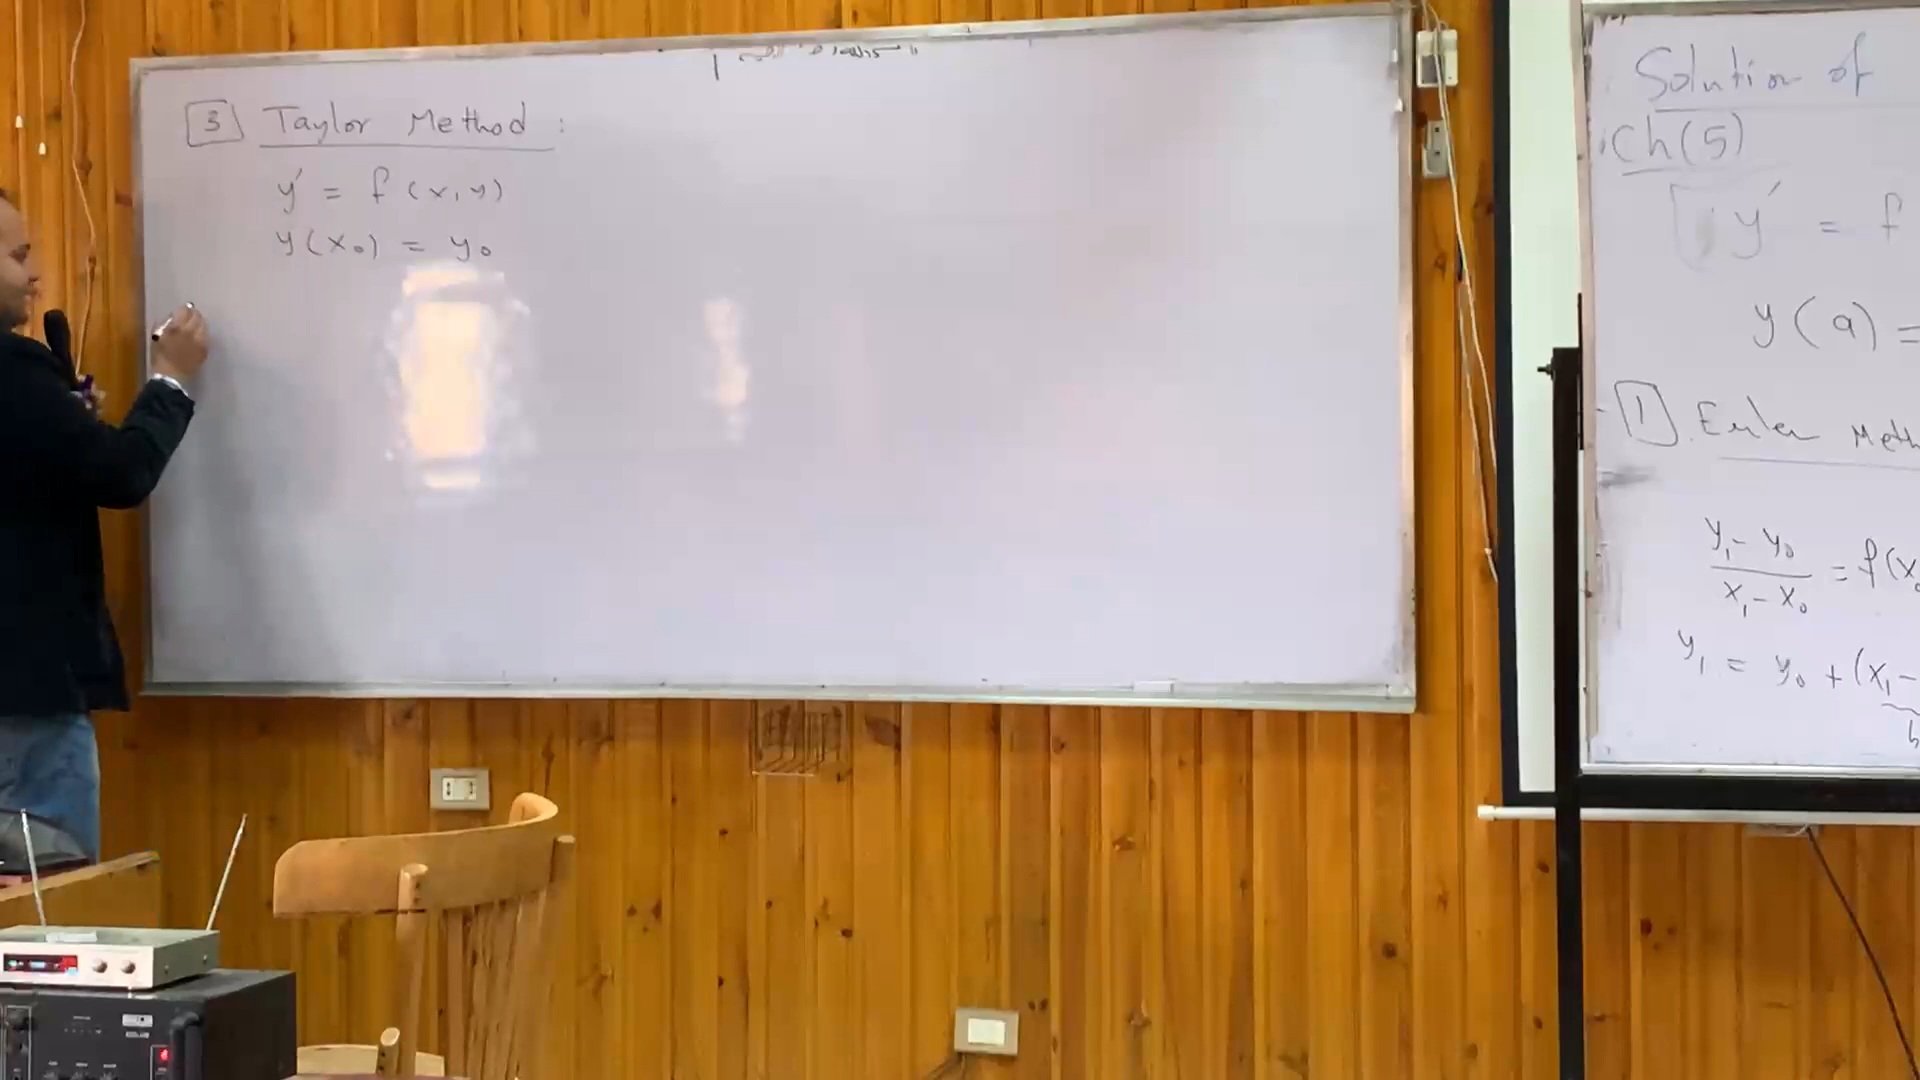 [3] Taylor Method :
y′ = f(x,y)
y(x₀) = y₀
Solution of
Ch(5)
y′ = f
y(a) =
[1] Euler Meth
(y₁ - y₀)/(x₁ - x₀) = f(x₀
y₁ = y₀ + (x₁ -
h